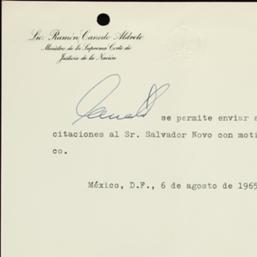 Lic. Ramón Canedo Aldrete
Ministro de la Suprema Corte de
Justicia de la Nación
se permite enviar
citaciones al Sr. Salvador Novo con moti
co.
México, D.F., 6 de agosto de 1965